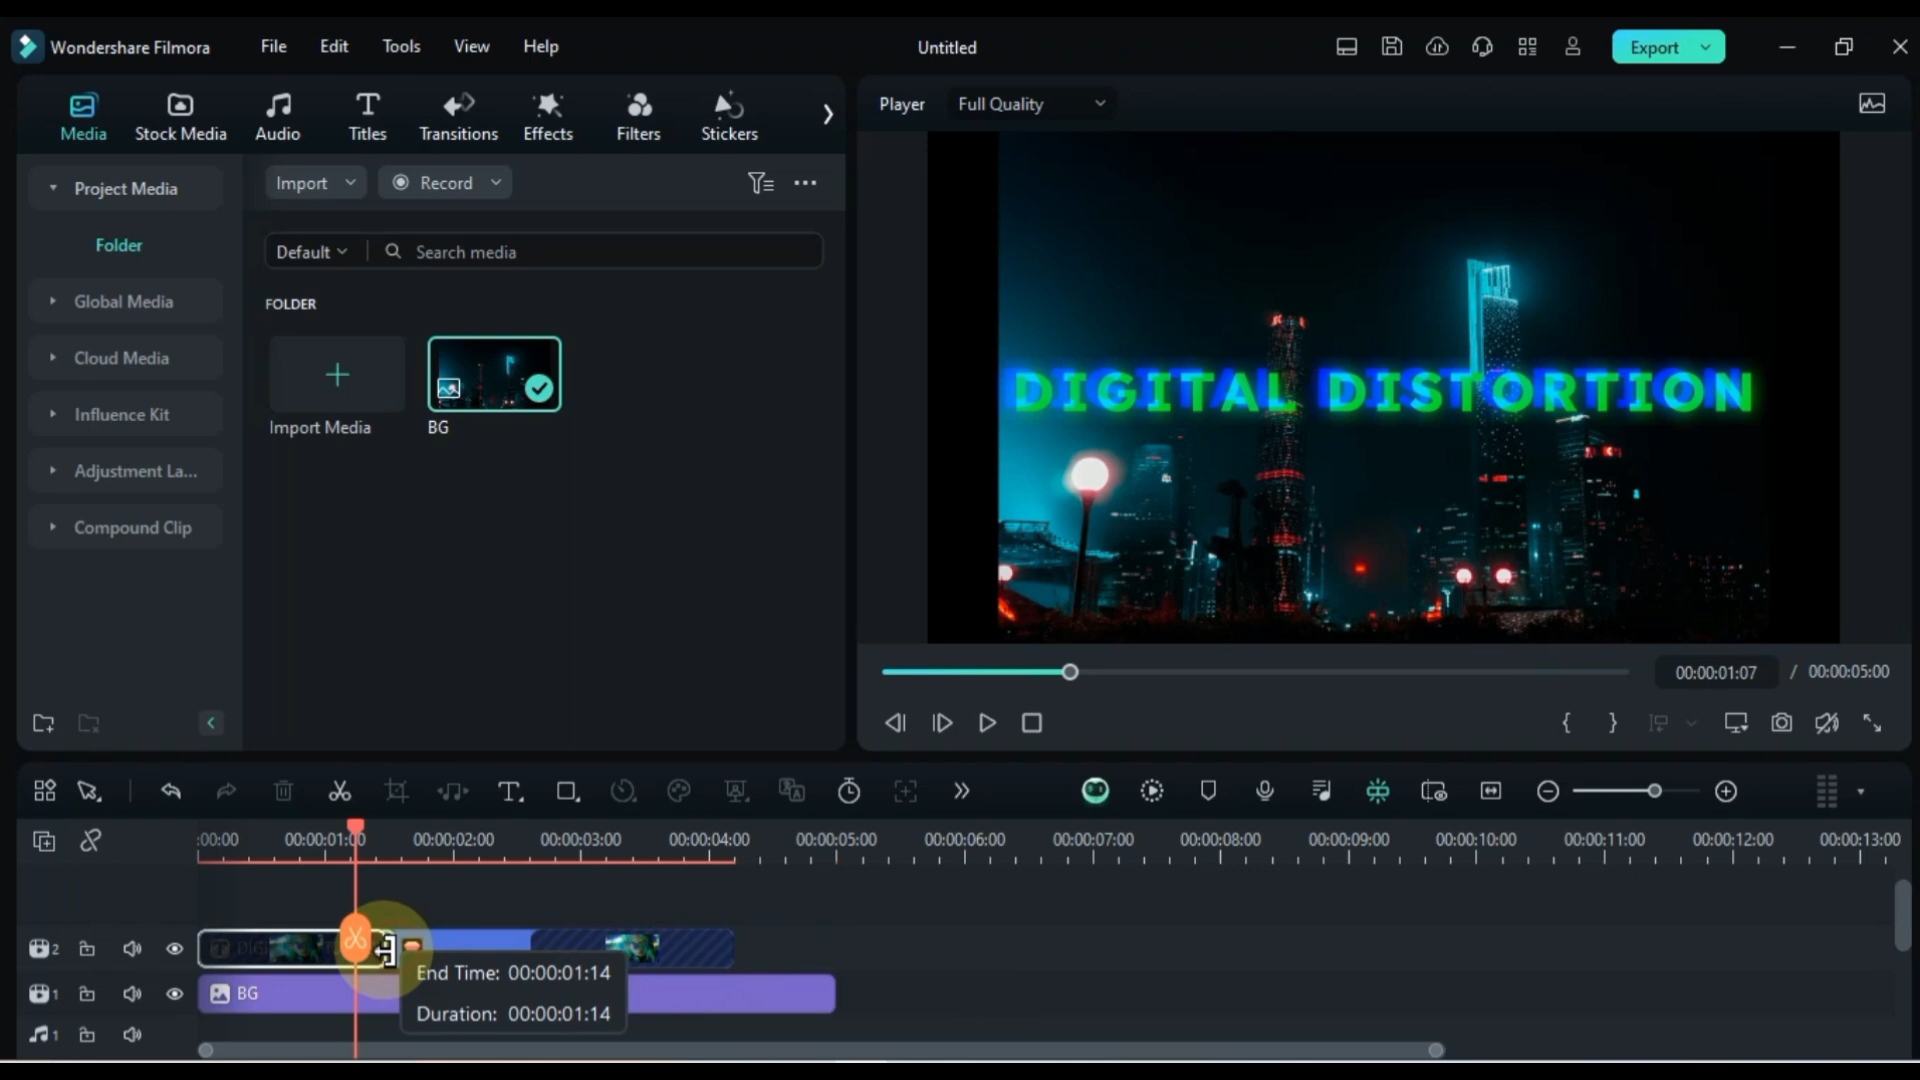 Wondershare Filmora File Edit Tools View Help Untitled Export
Media Stock Media Audio Titles Transitions Effects Filters Stickers
Player Full Quality
Project Media
Import Record
Folder
Default Search media
Global Media
FOLDER
Cloud Media
Influence Kit
Import Media BG
Adjustment La...
Compound Clip
DIGITAL DISTORTION
00:00:01:07 / 00:00:05:00
:00:00 00:00:01:00 00:00:02:00 00:00:03:00 00:00:04:00 00:00:05:00 00:00:06:00 00:00:07:00 00:00:08:00 00:00:09:00 00:00:10:00 00:00:11:00 00:00:12:00 00:00:13:00
2
End Time: 00:00:01:14
1 BG
Duration: 00:00:01:14
1